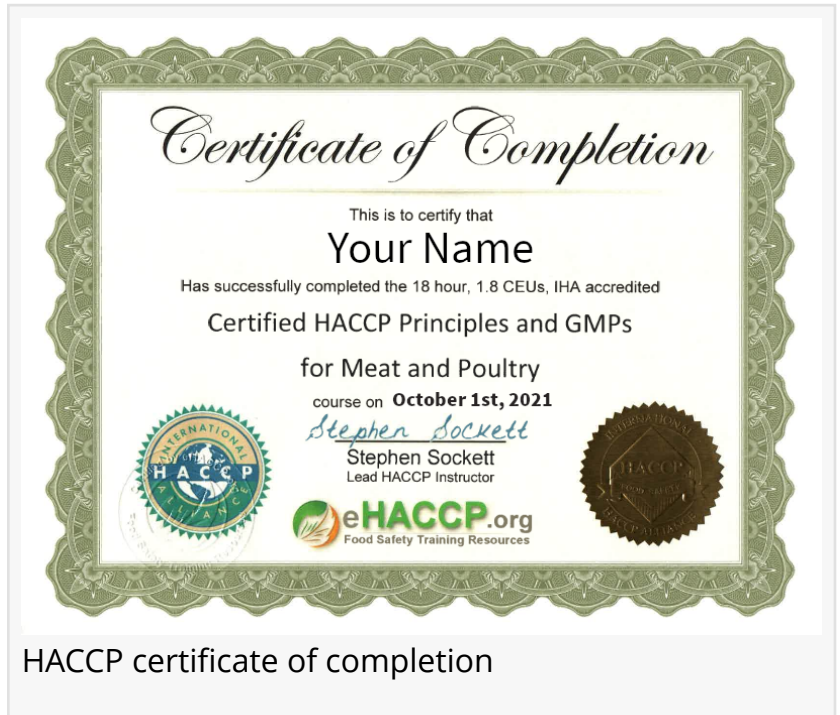 Certificate of Completion
This is to certify that
Your Name
Has successfully completed the 18 hour, 1.8 CEUs, IHA accredited
Certified HACCP Principles and GMPs
for Meat and Poultry
course on October 1st, 2021
Stephen Sockett
Stephen Sockett
Lead HACCP Instructor
INTERNATIONAL
HACCP
ALLIANCE
eHACCP.org
Food Safety Training Resources
INTERNATIONAL
HACCP
FOOD SAFETY
HACCP ALLIANCE
HACCP certificate of completion